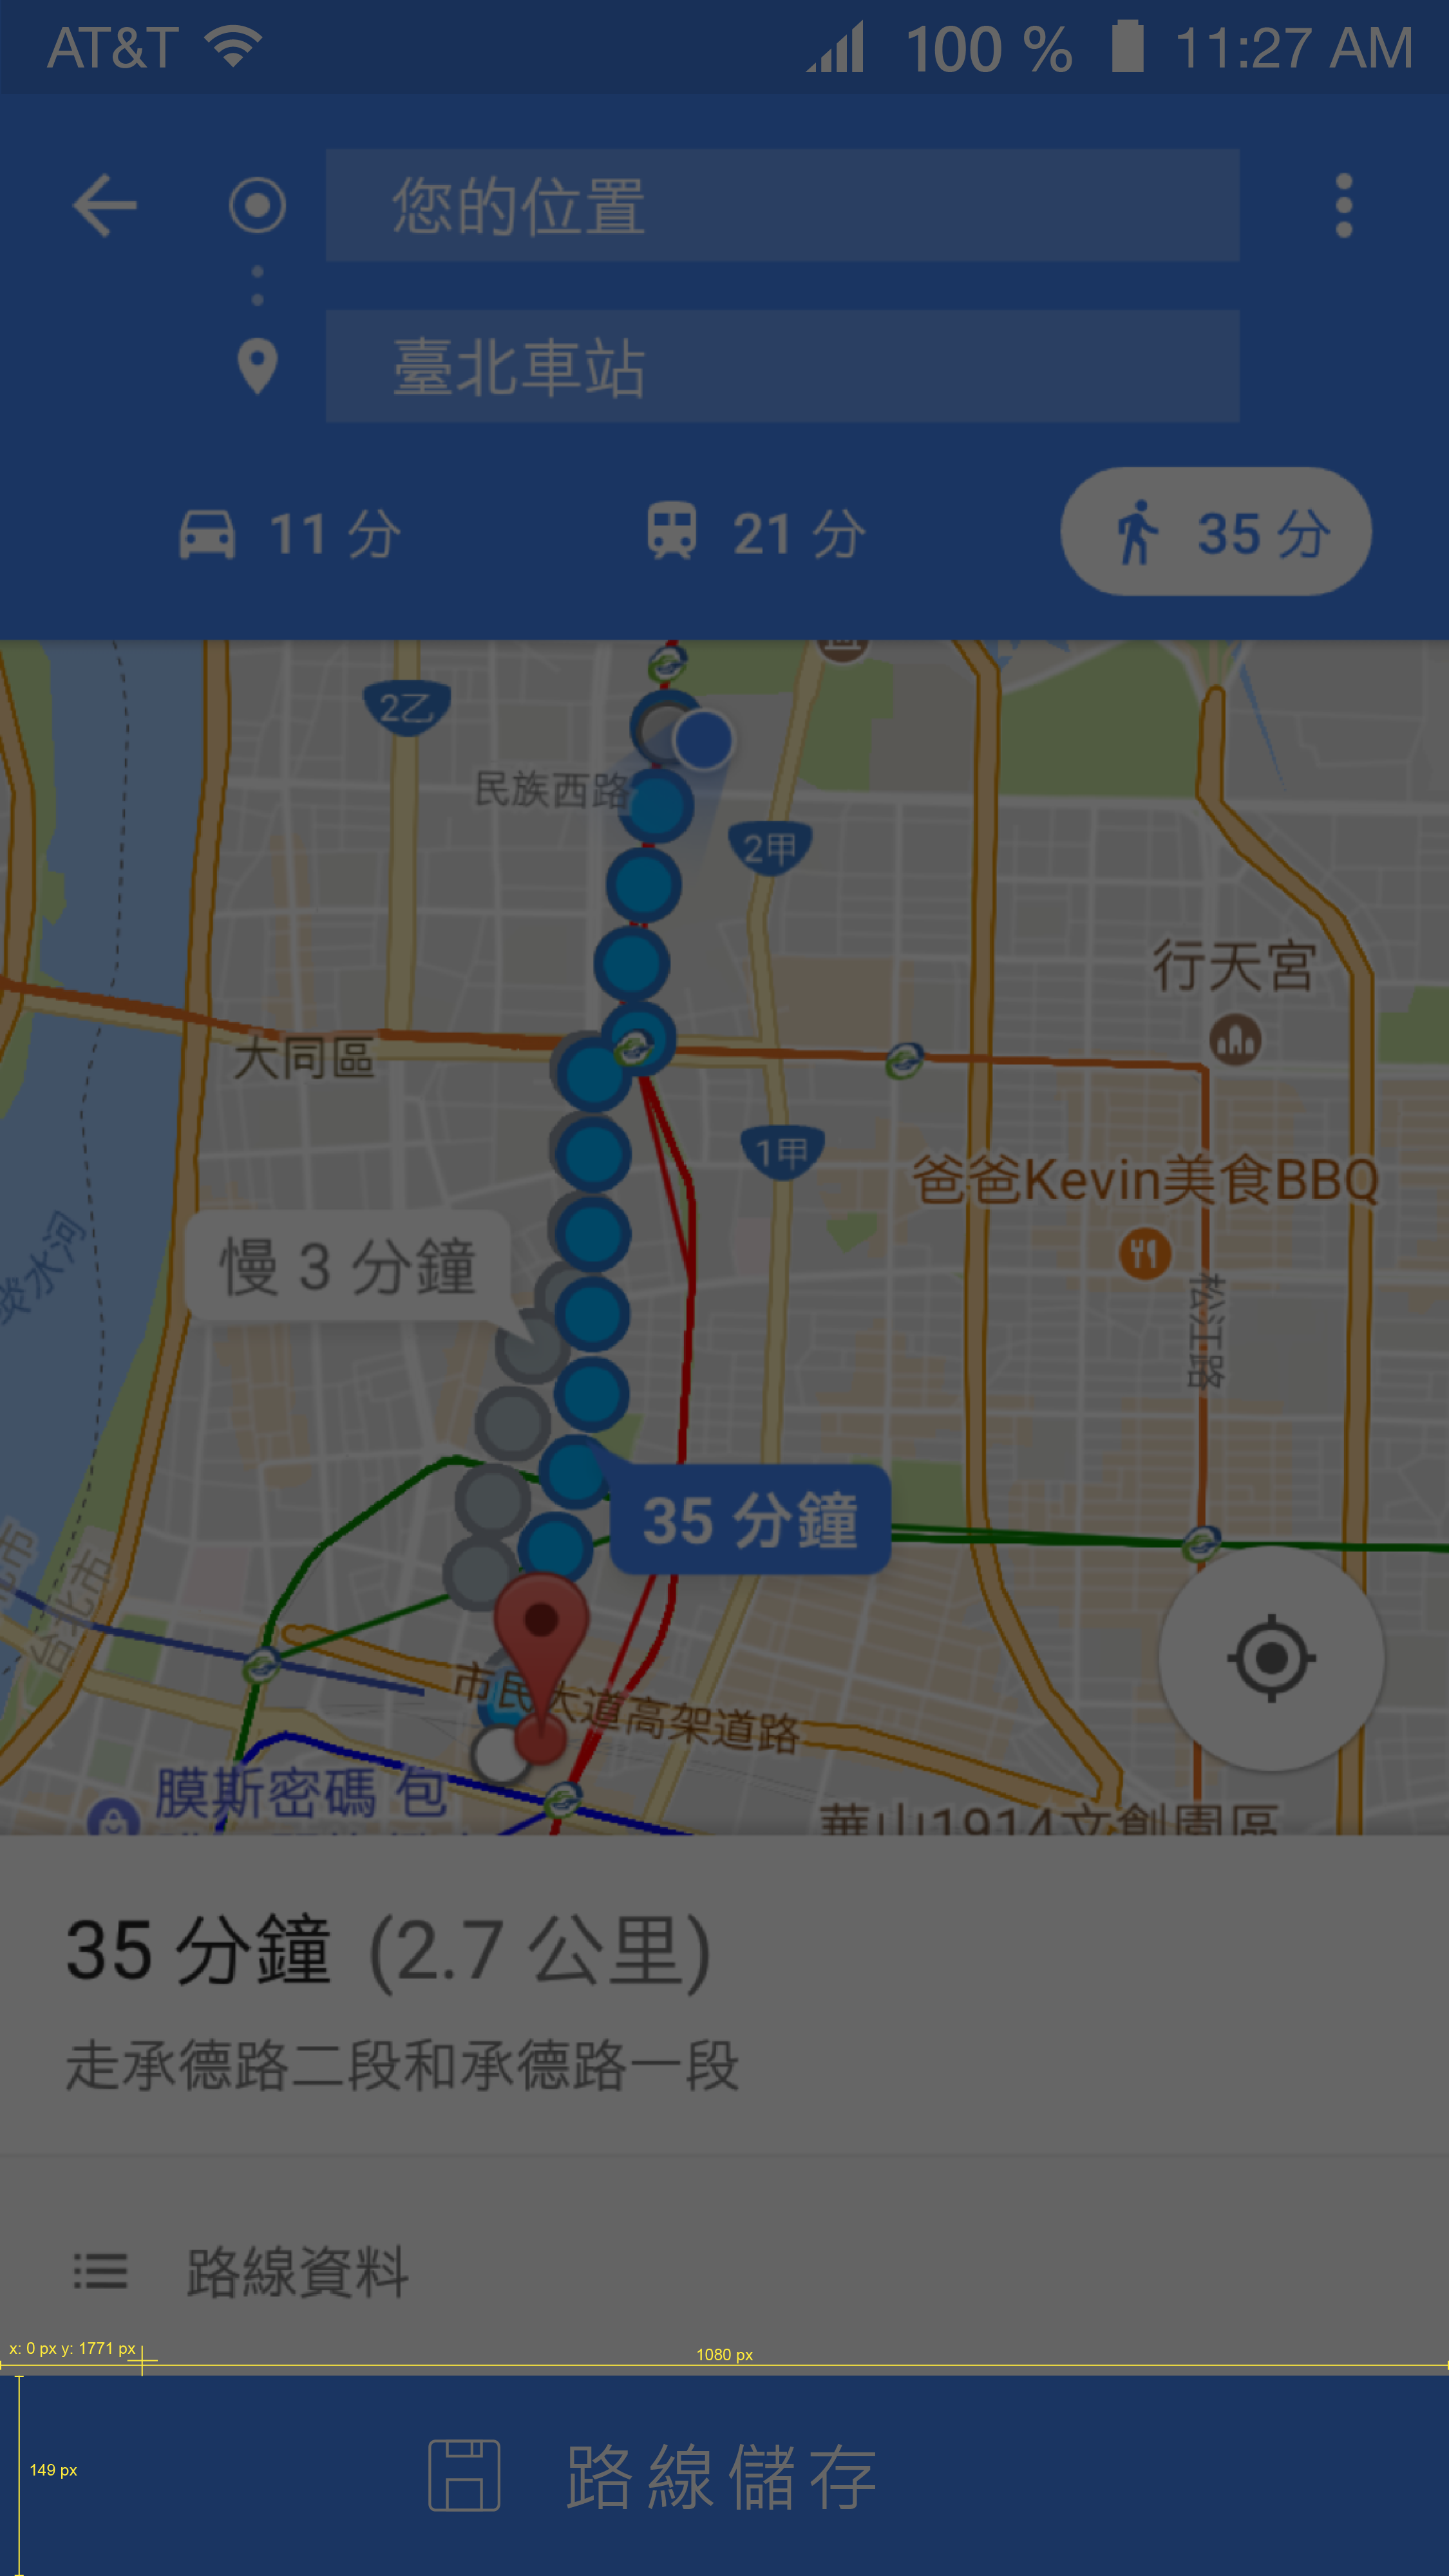 AT&T 100 % 11:27 AM
您的位置
臺北車站
11 分 21 分 35 分
2乙
民族西路
2甲
行天宮
大同區
1甲
爸爸Kevin美食BBQ
慢 3 分鐘
淡水河
松江路
35 分鐘
台北市
市民大道高架道路
膜斯密碼 包
華山1914文創園區
35 分鐘 (2.7 公里)
走承德路二段和承德路一段
路線資料
x: 0 px y: 1771 px
1080 px
149 px
路線儲存